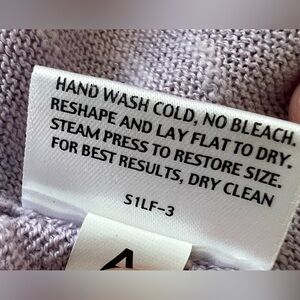 HAND WASH COLD, NO BLEACH.
RESHAPE AND LAY FLAT TO DRY.
STEAM PRESS TO RESTORE SIZE.
FOR BEST RESULTS, DRY CLEAN
S1LF-3